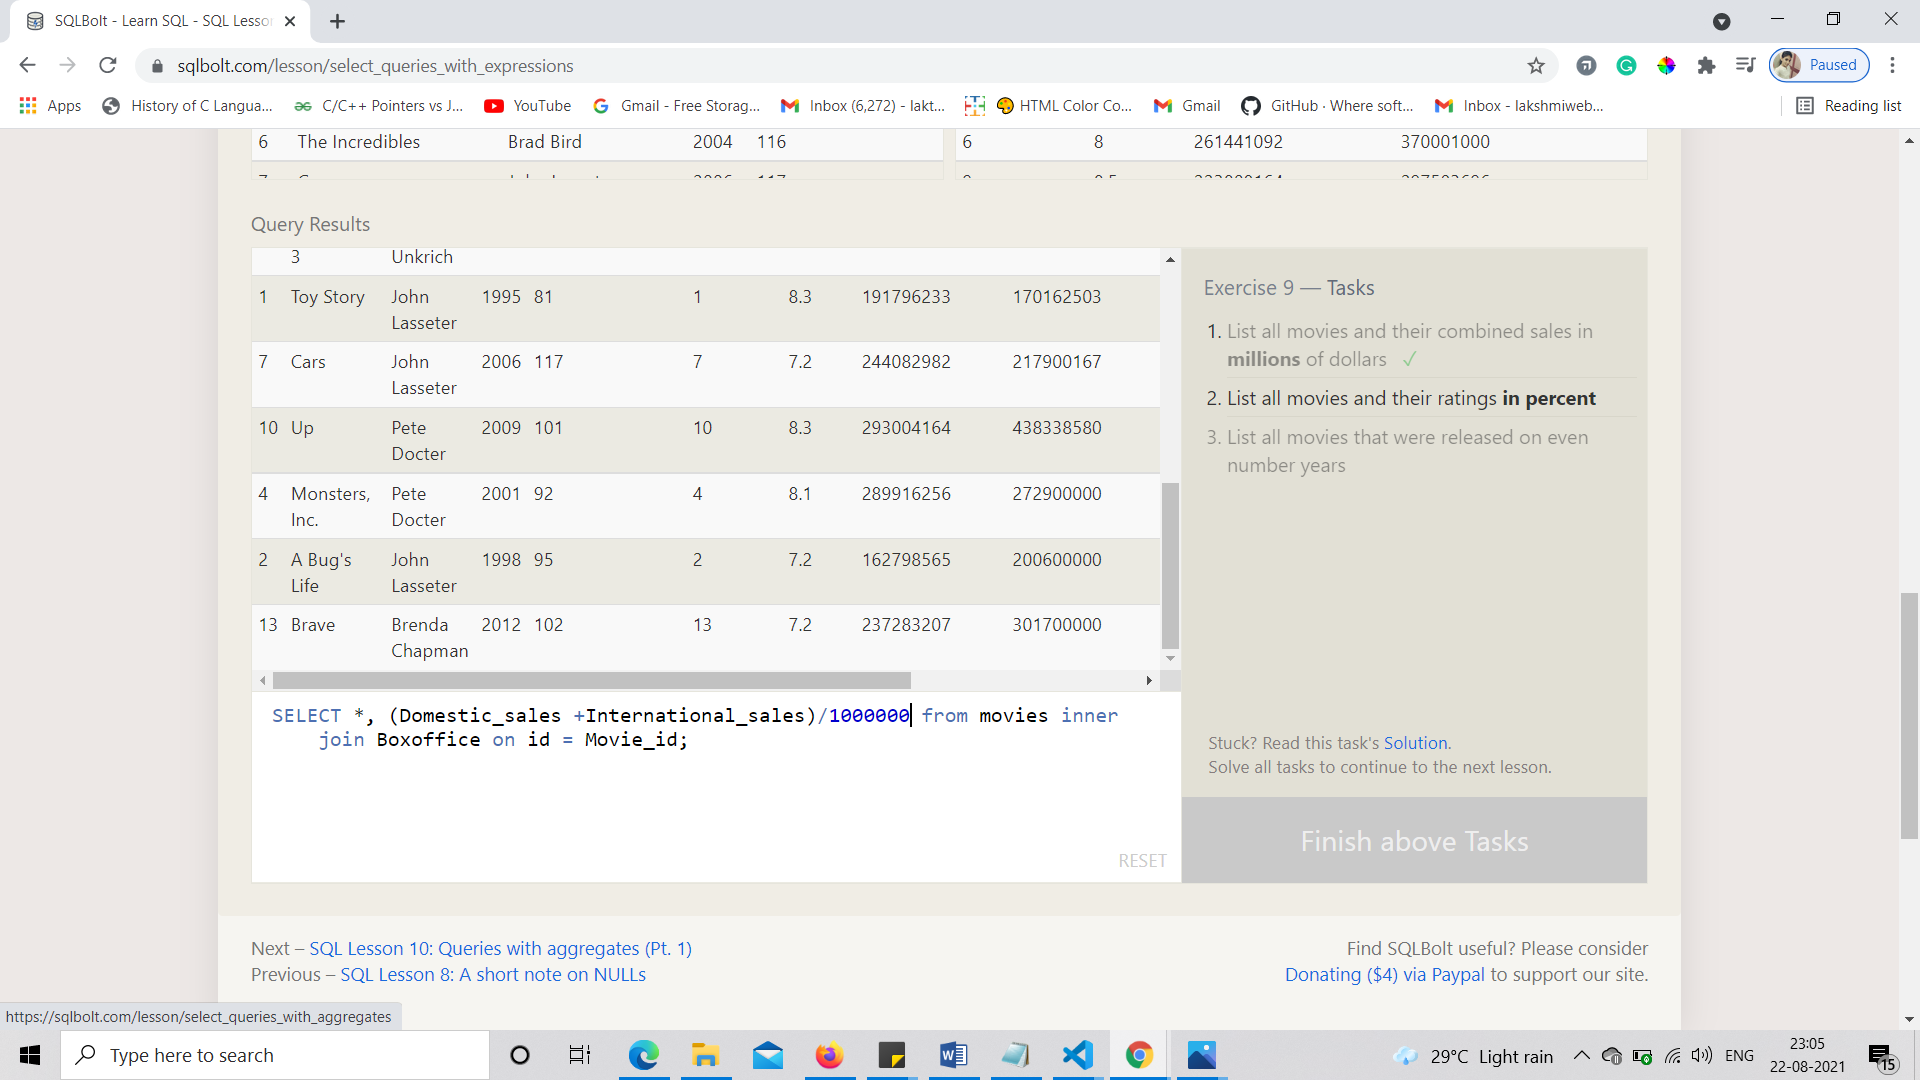 SQLBolt - Learn SQL - SQL Lesson
sqlbolt.com/lesson/select_queries_with_expressions
Paused
Apps
History of C Langua...
C/C++ Pointers vs J...
YouTube
Gmail - Free Storag...
Inbox (6,272) - lakt...
HTML Color Co...
Gmail
GitHub · Where soft...
Inbox - lakshmiweb...
Reading list
6 The Incredibles Brad Bird 2004 116
6 8 261441092 370001000
Query Results
3 Unkrich
1 Toy Story John 1995 81 1 8.3 191796233 170162503
Lasseter
7 Cars John 2006 117 7 7.2 244082982 217900167
Lasseter
10 Up Pete 2009 101 10 8.3 293004164 438338580
Docter
4 Monsters, Pete 2001 92 4 8.1 289916256 272900000
Inc. Docter
2 A Bug's John 1998 95 2 7.2 162798565 200600000
Life Lasseter
13 Brave Brenda 2012 102 13 7.2 237283207 301700000
Chapman
SELECT *, (Domestic_sales +International_sales)/1000000 from movies inner
join Boxoffice on id = Movie_id;
RESET
Exercise 9 — Tasks
1. List all movies and their combined sales in
millions of dollars ✓
2. List all movies and their ratings in percent
3. List all movies that were released on even
number years
Stuck? Read this task's Solution.
Solve all tasks to continue to the next lesson.
Finish above Tasks
Next – SQL Lesson 10: Queries with aggregates (Pt. 1)
Previous – SQL Lesson 8: A short note on NULLs
Find SQLBolt useful? Please consider
Donating ($4) via Paypal to support our site.
https://sqlbolt.com/lesson/select_queries_with_aggregates
Type here to search
29°C Light rain
ENG
23:05
22-08-2021
15